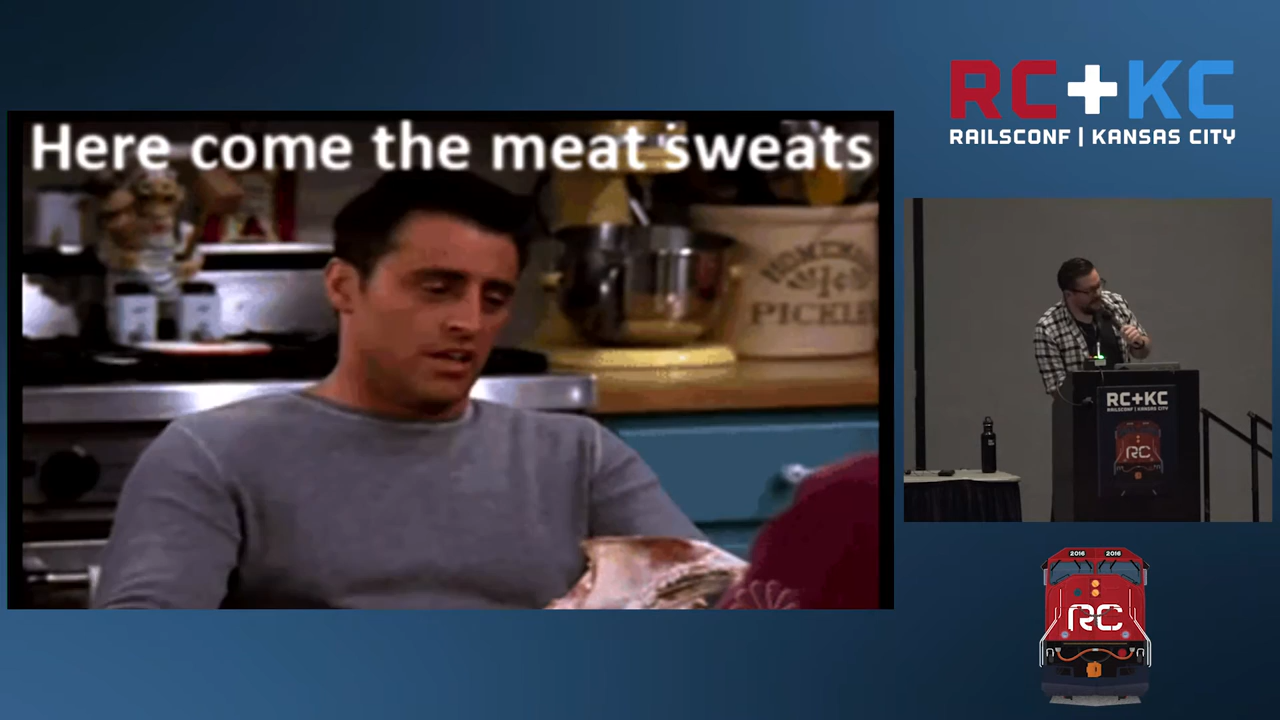 Here come the meat sweats
HOMEMADE
PICKLE
RC+KC
RAILSCONF | KANSAS CITY
RC+KC
RAILSCONF | KANSAS CITY
RC
2016 2016
RC